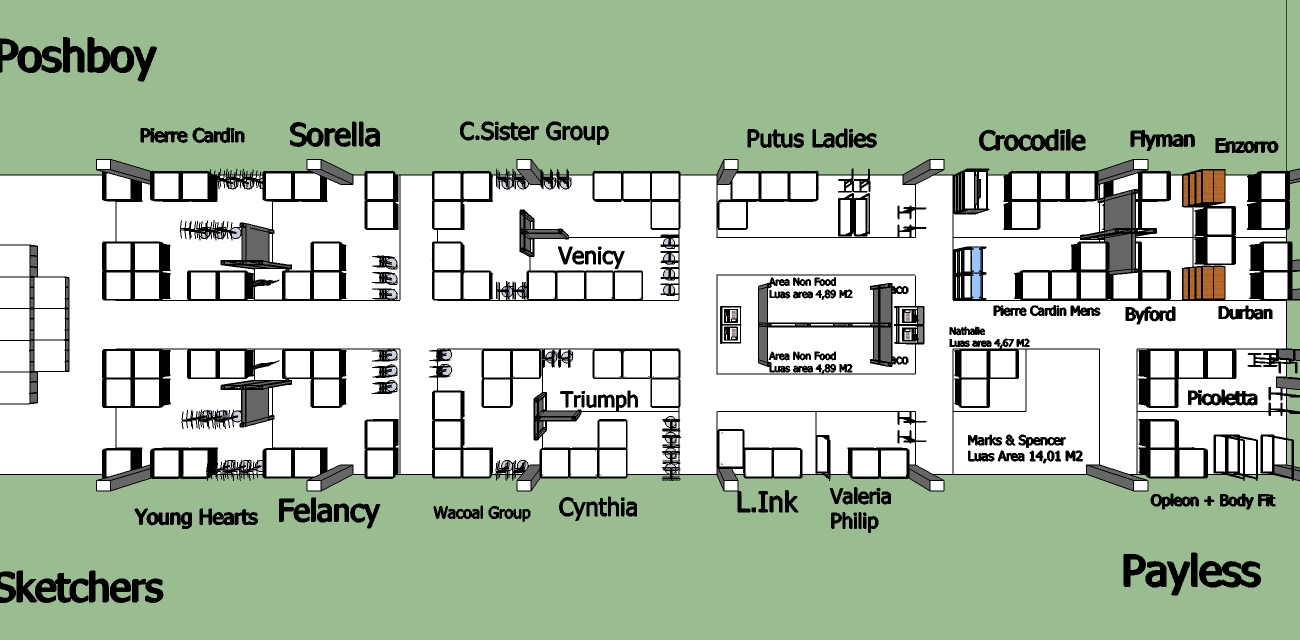 Poshboy
Pierre Cardin
Sorella
C.Sister Group
Putus Ladies
Crocodile
Flyman
Enzorro
Venicy
Area Non Food
Luas area 4,89 M2
Pierre Cardin Mens
Byford
Durban
Nathalie
Luas area 4,67 M2
Area Non Food
Luas area 4,89 M2
Triumph
Picoletta
Marks & Spencer
Luas Area 14,01 M2
Young Hearts
Felancy
Wacoal Group
Cynthia
L.Ink
Valeria
Philip
Opleon + Body Fit
Sketchers
Payless